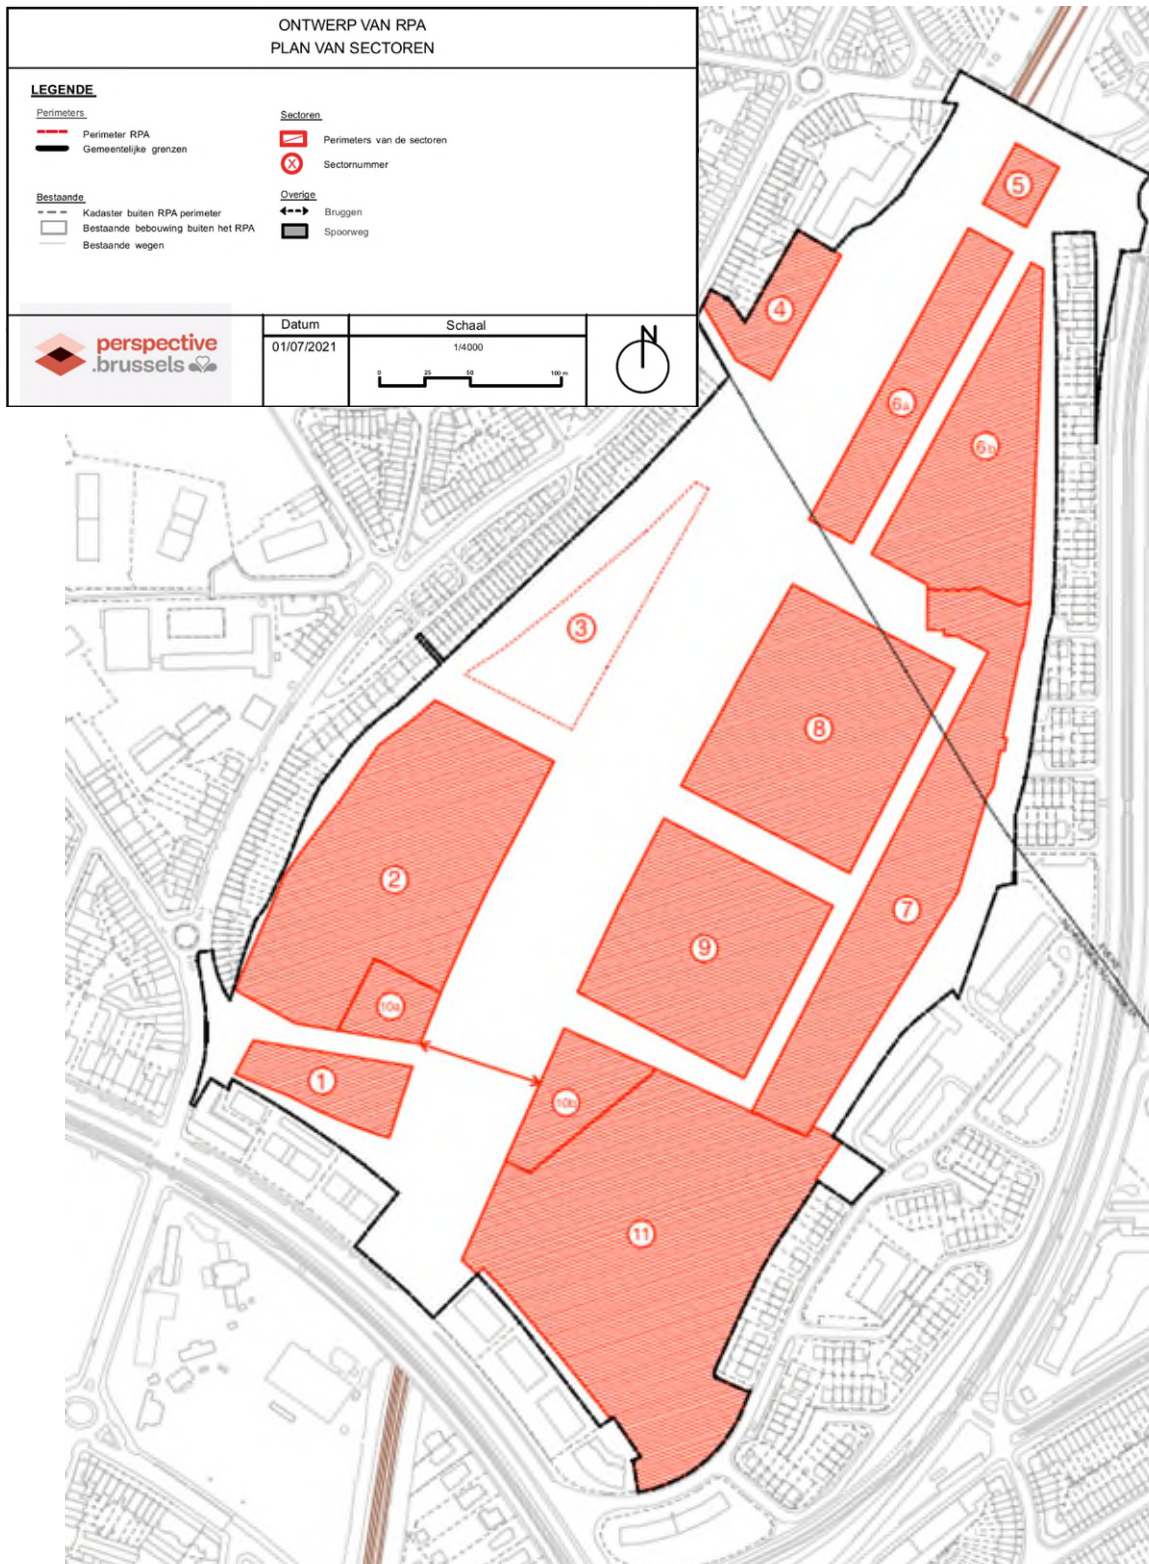 ONTWERP VAN RPA
PLAN VAN SECTOREN
LEGENDE
Perimeters
Perimeter RPA
Gemeentelijke grenzen
Sectoren
Perimeters van de sectoren
X Sectornummer
Bestaande
Kadaster buiten RPA perimeter
Bestaande bebouwing buiten het RPA
Bestaande wegen
Overige
Bruggen
Spoorweg
perspective
.brussels
Datum
01/07/2021
Schaal
1/4000
0 25 50 100 m
N
5
4
6a
6b
3
8
2
7
9
10a
1
10b
11